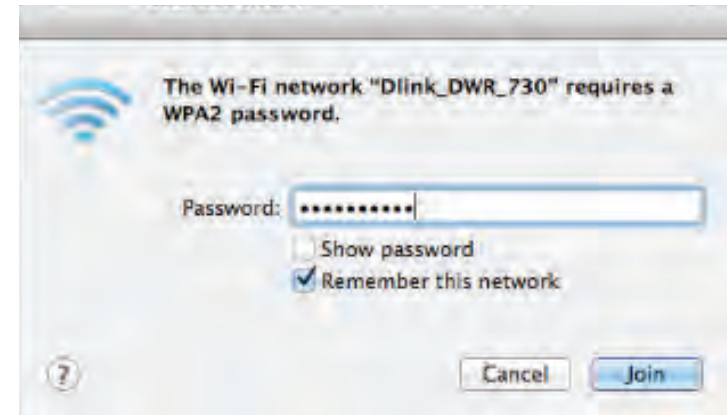 The Wi-Fi network "Dlink_DWR_730" requires a
WPA2 password.
Password: ••••••••••
Show password
Remember this network
? Cancel Join